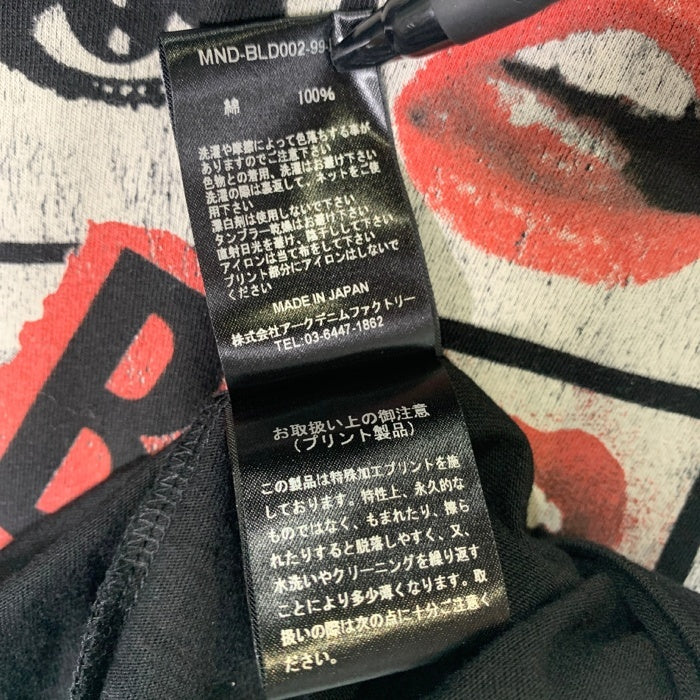 MND-BLD002-99-
綿 100%
洗濯や摩擦によって色落ちする事が
ありますのでご注意下さい
色物との着用、洗濯はお避け下さい
洗濯の際は裏返して、ネットをご使
用下さい
漂白剤は使用しないで下さい
タンブラー乾燥はお避け下さい
直射日光を避け、陰干しして下さい
アイロンは当て布をして下さい
プリント部分にアイロンはしないで
ください
MADE IN JAPAN
株式会社アークデニムファクトリー
TEL:03-6447-1862
お取扱い上の御注意
(プリント製品)
この製品は特殊加工プリントを施
しております。特性上、永久的な
ものではなく、もまれたり、擦ら
れたりすると脱落しやすく、又、
水洗いやクリーニングを繰り返す
ことにより多少薄くなります。取
扱いの際は次の点に十分ご注意く
ださい。
R